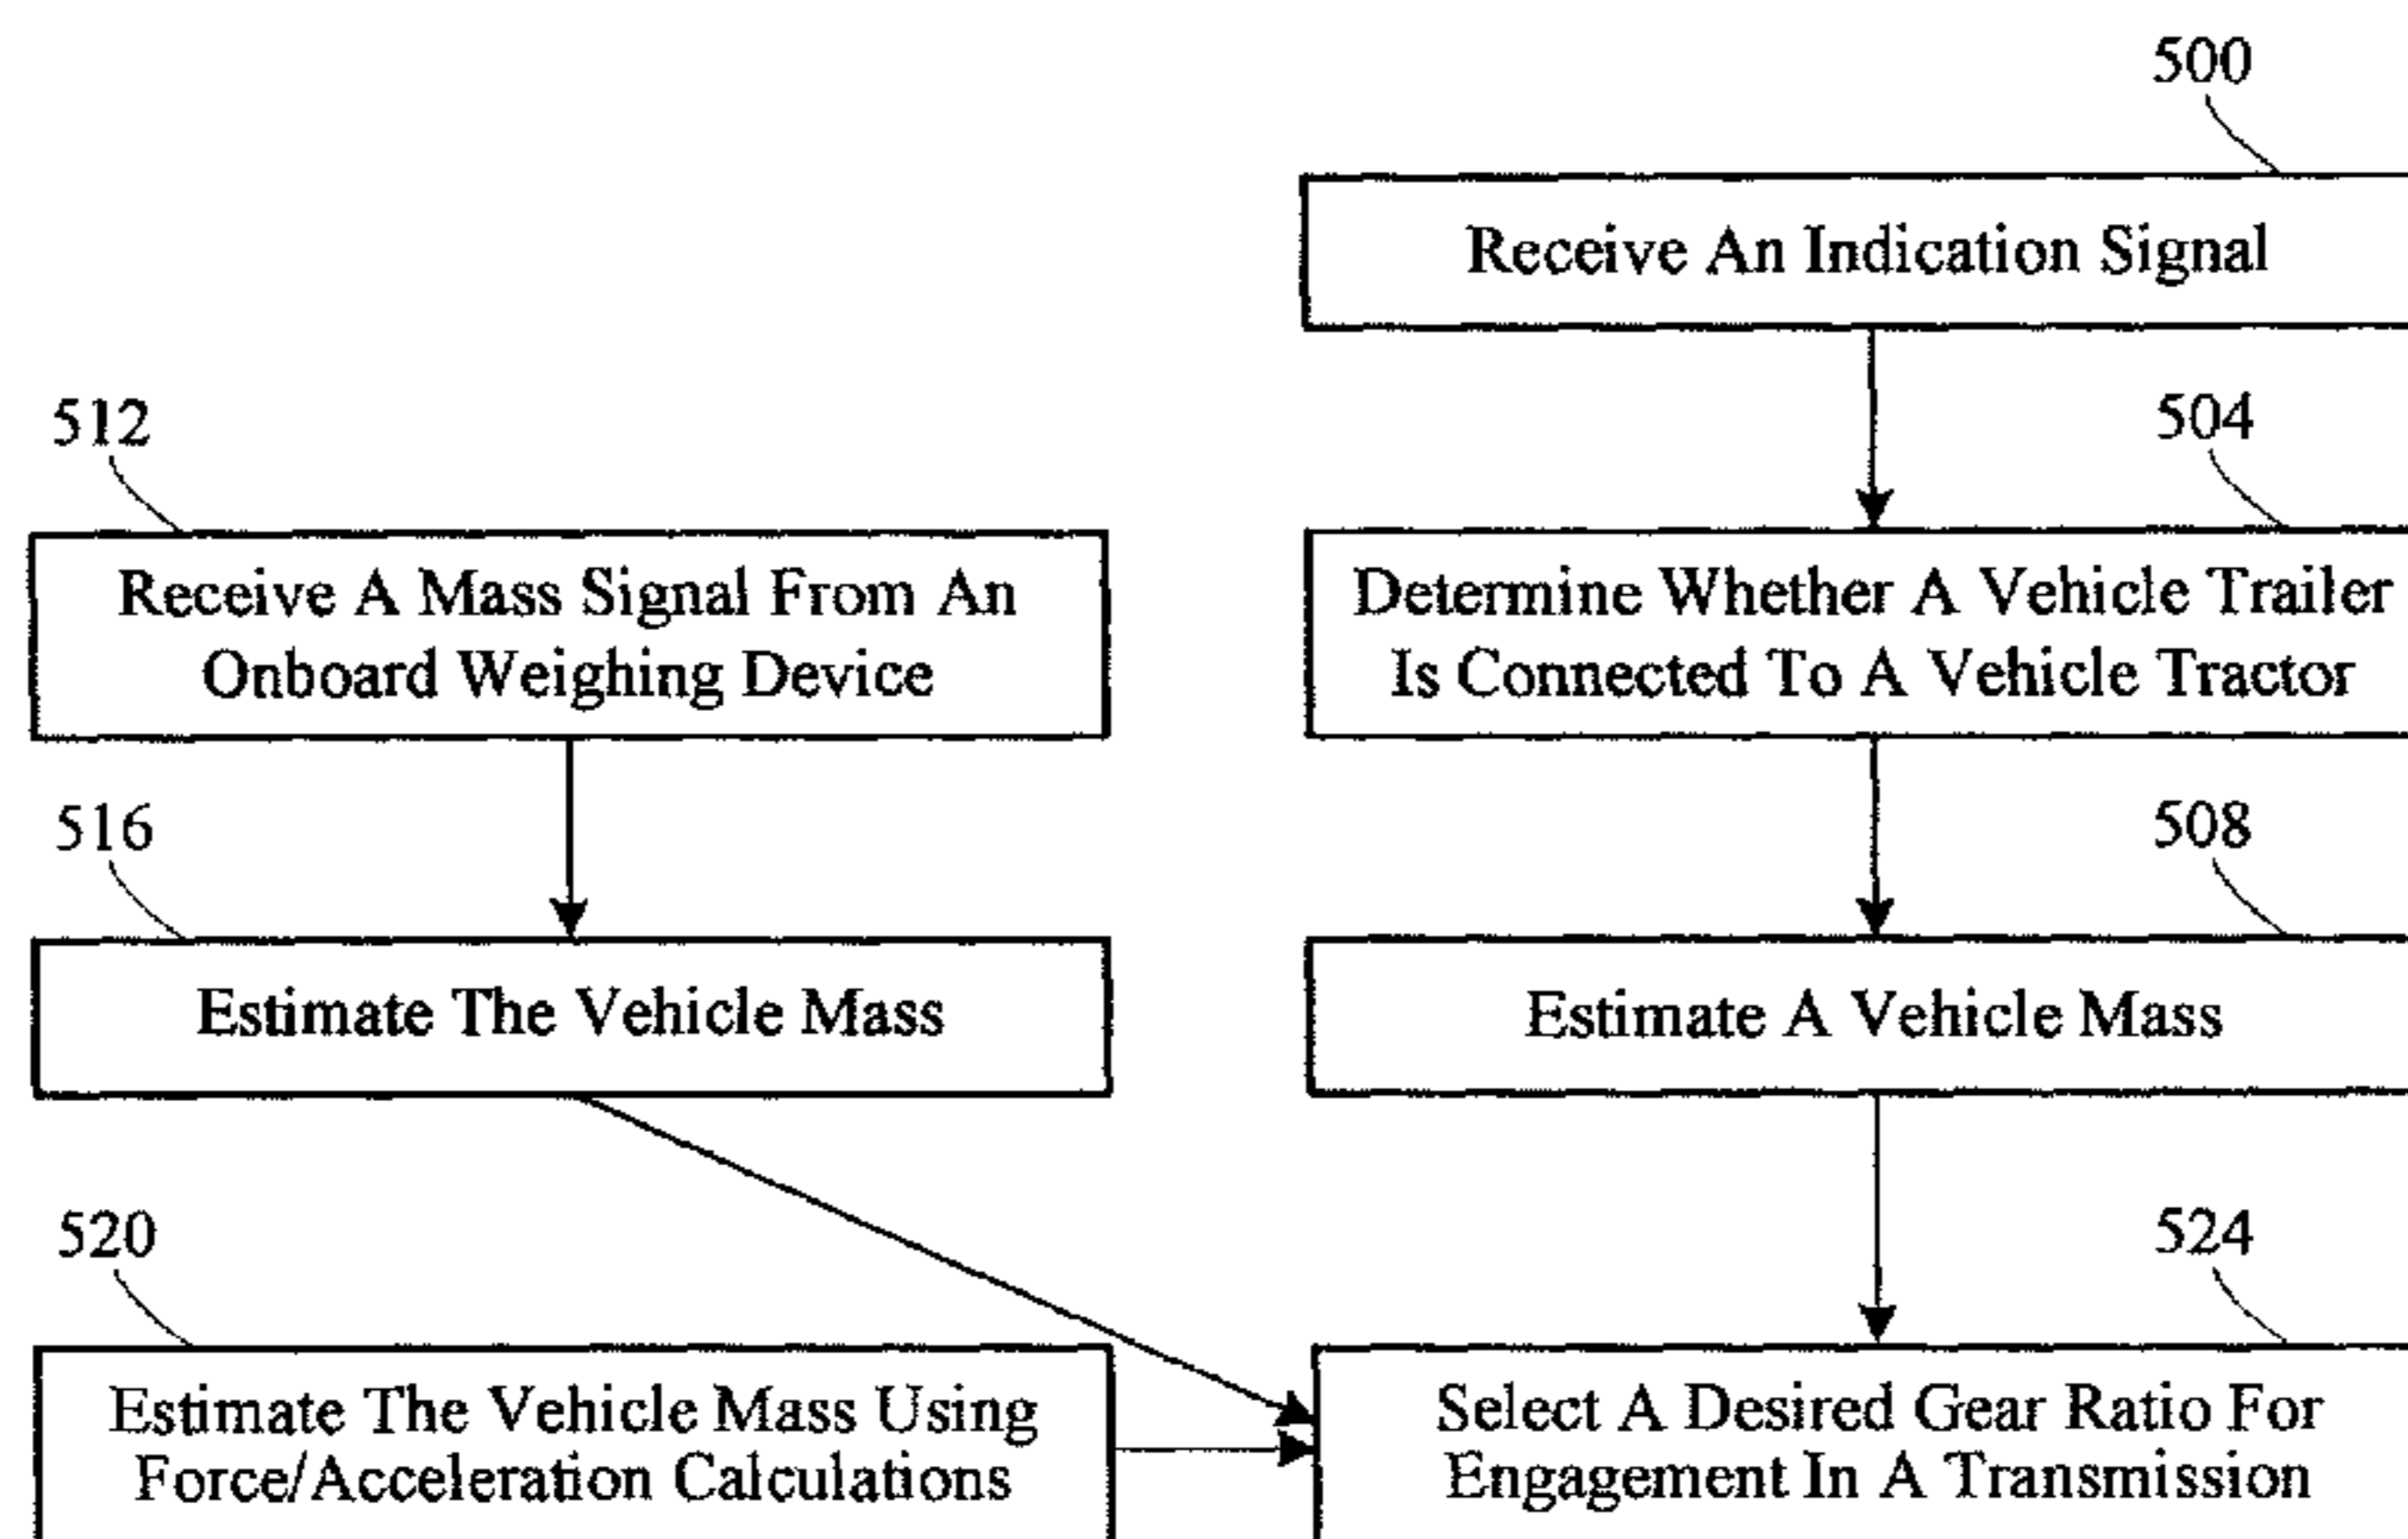 500
Receive An Indication Signal
512
504
Receive A Mass Signal From An
Onboard Weighing Device
Determine Whether A Vehicle Trailer
Is Connected To A Vehicle Tractor
516
508
Estimate The Vehicle Mass
Estimate A Vehicle Mass
520
524
Estimate The Vehicle Mass Using
Force/Acceleration Calculations
Select A Desired Gear Ratio For
Engagement In A Transmission